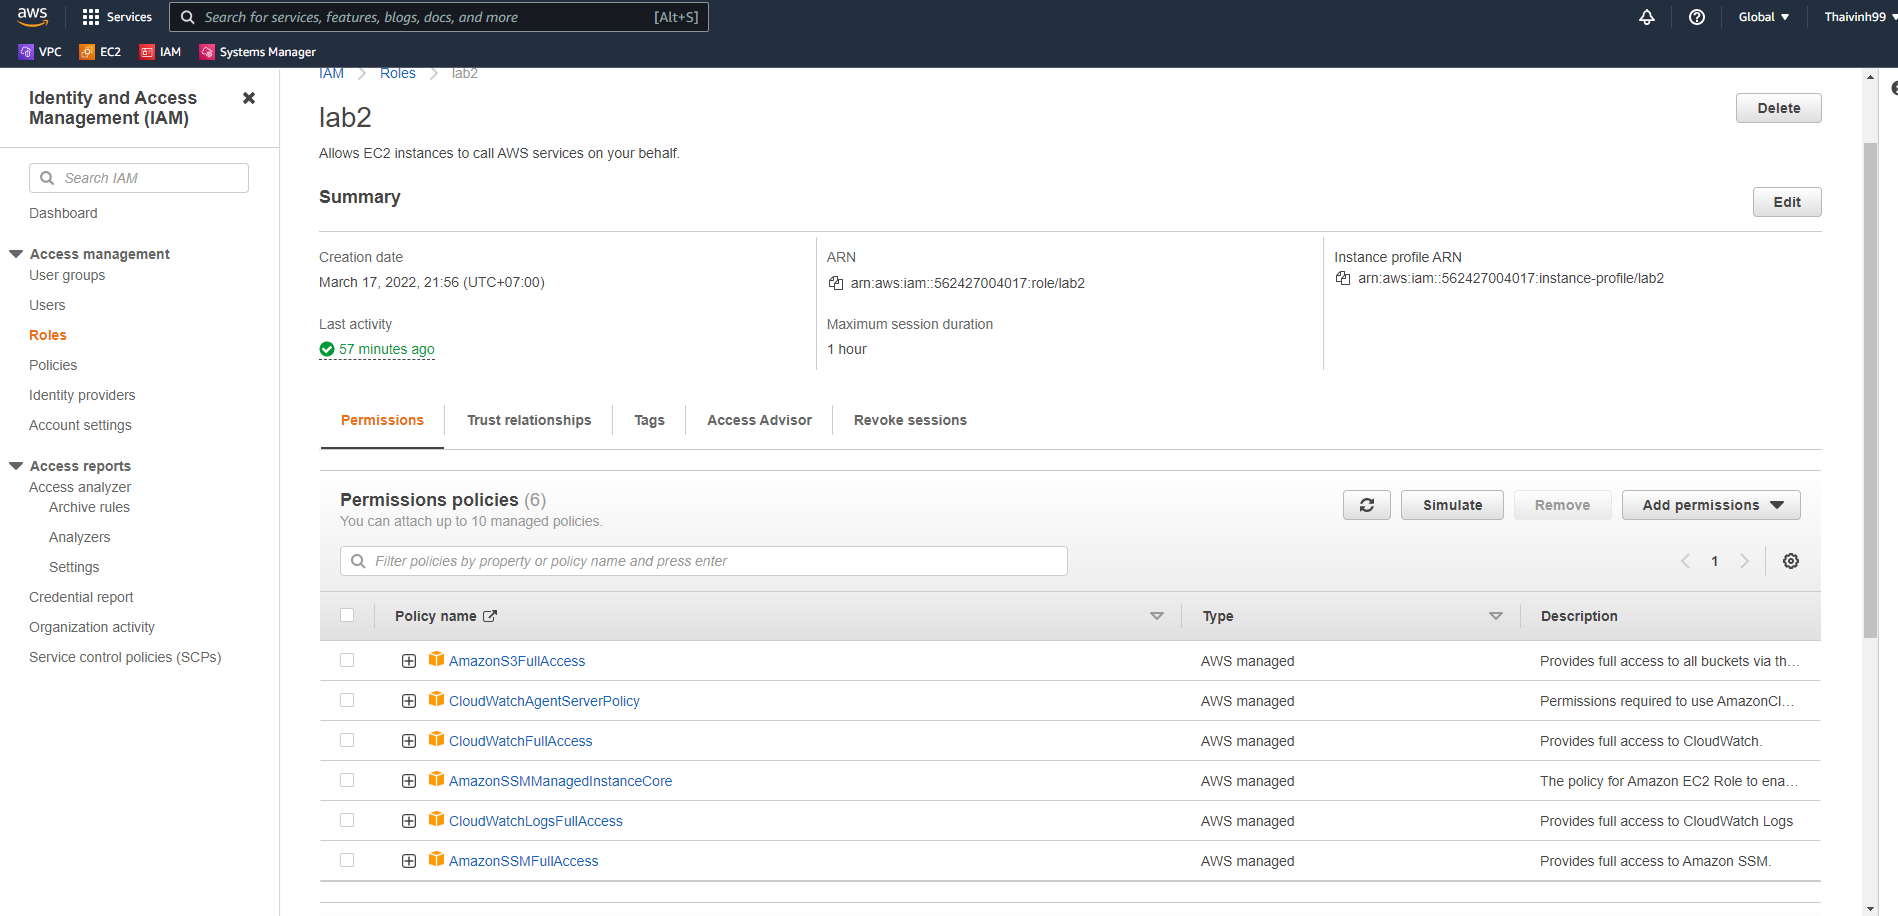 aws
Services
Search for services, features, blogs, docs, and more [Alt+S]
Global
Thaivinh99
VPC EC2 IAM Systems Manager
Identity and Access
Management (IAM)
Search IAM
Dashboard
Access management
User groups
Users
Roles
Policies
Identity providers
Account settings
Access reports
Access analyzer
Archive rules
Analyzers
Settings
Credential report
Organization activity
Service control policies (SCPs)
IAM Roles lab2
lab2
Delete
Allows EC2 instances to call AWS services on your behalf.
Summary
Edit
Creation date
March 17, 2022, 21:56 (UTC+07:00)
Last activity
57 minutes ago
ARN
arn:aws:iam::562427004017:role/lab2
Maximum session duration
1 hour
Instance profile ARN
arn:aws:iam::562427004017:instance-profile/lab2
Permissions Trust relationships Tags Access Advisor Revoke sessions
Permissions policies (6)
You can attach up to 10 managed policies.
Simulate Remove Add permissions
Filter policies by property or policy name and press enter
1
Policy name Type Description
AmazonS3FullAccess AWS managed Provides full access to all buckets via th…
CloudWatchAgentServerPolicy AWS managed Permissions required to use AmazonCl…
CloudWatchFullAccess AWS managed Provides full access to CloudWatch.
AmazonSSMManagedInstanceCore AWS managed The policy for Amazon EC2 Role to ena…
CloudWatchLogsFullAccess AWS managed Provides full access to CloudWatch Logs
AmazonSSMFullAccess AWS managed Provides full access to Amazon SSM.